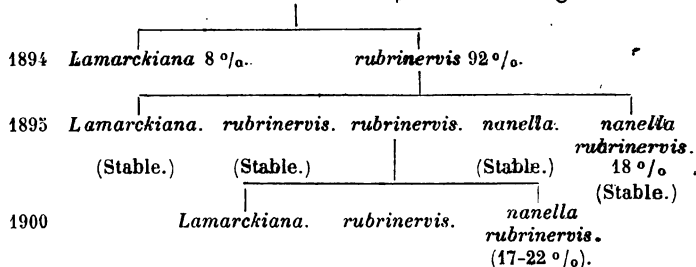 1894 Lamarckiana 8 %. rubrinervis 92 %.
1895 Lamarckiana. rubrinervis. rubrinervis. nanella. nanella
rubrinervis.
(Stable.) (Stable.) (Stable.) 18 %
(Stable.)
1900 Lamarckiana. rubrinervis. nanella
rubrinervis.
(17-22 %).